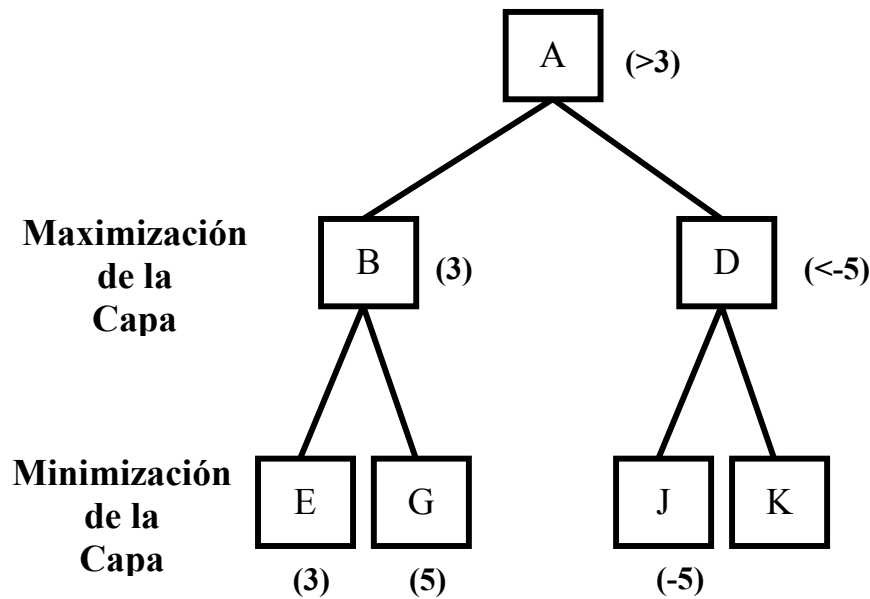 A (>3)
Maximización
de la
Capa
B (3) D (<-5)
Minimización
de la
Capa
E G J K
(3) (5) (-5)